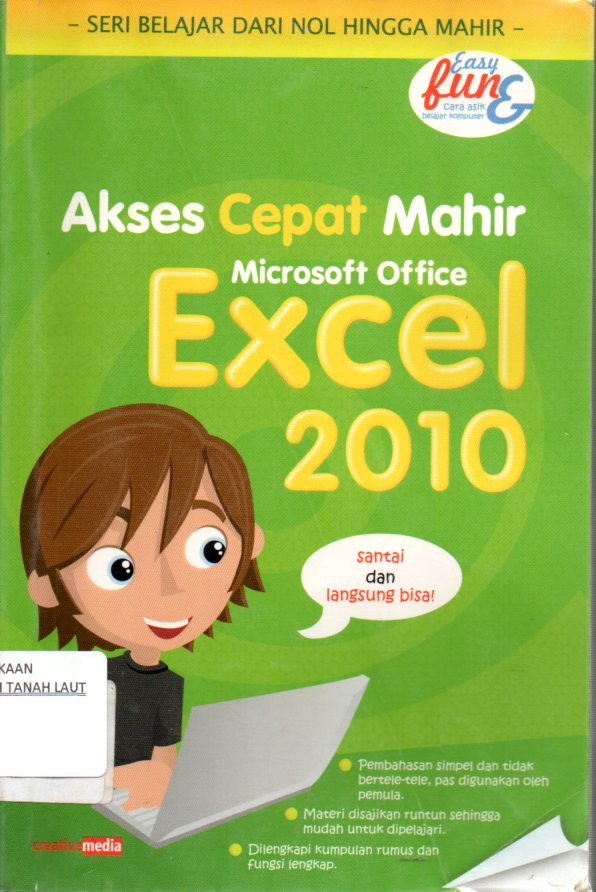 - SERI BELAJAR DARI NOL HINGGA MAHIR -
Easy
fun &
cara asik
belajar komputer
Akses Cepat Mahir
Microsoft Office
Excel
2010
santai
dan
langsung bisa!
KAAN
TANAH LAUT
Pembahasan simpel dan tidak
bertele-tele, pas digunakan oleh
pemula.
Materi disajikan runtun sehingga
mudah untuk dipelajari.
Dilengkapi kumpulan rumus dan
fungsi lengkap.
creativemedia